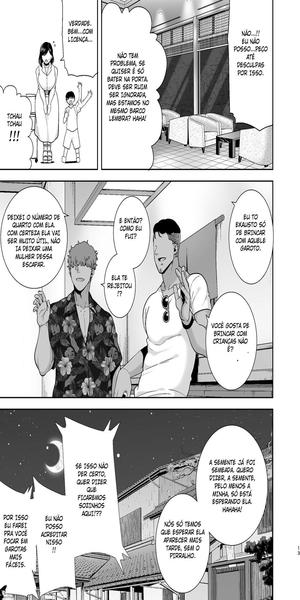 NÃO...!!
EU
NÃO
POSSO...PEÇO
ATÉ
DESCULPAS
POR ISSO.
VERDADE.
BEM...COM
LICENÇA...
NÃO TEM
PROBLEMA, SE
QUISER É SÓ
BATER NA PORTA.
DEVE SER RUIM
SER IGNORADA,
MAS ESTAMOS NO
MESMO BARCO
LEMBRA? HAHA!
TCHAU
TCHAU
!!!
EU TO
EXAUSTO SÓ
DE BRINCAR
COM AQUELE
GAROTO.
E ENTÃO?
COMO EU
FUI?
DEIXEI O NÚMERO DE
QUARTO COM ELA.
COM CERTEZA ELA VAI
SER MUITO ÚTIL. NÃO
IA DEIXAR UMA
MULHER DESSA
ESCAPAR.
ELA TE
REJEITOU
!?
VOCÊ GOSTA DE
BRINCAR COM
CRIANÇAS NÃO
É?
A SEMENTE JÁ FOI
SEMEADA. QUERO
DIZER, A SEMENTE,
PELO MENOS A
MINHA, SÓ ESTÁ
ESPERANDO ELA.
HAHAHA!
SE ISSO NÃO
DER CERTO,
QUER DIZER
QUE
FICAREMOS
SOZINHOS
AQUI!??
NÓS SÓ TEMOS
QUE ESPERAR ELA
APARECER MAIS
TARDE, SEM O
PIRRALHO.
EU NÃO
POSSO
ACREDITAR
NISSO
!!
POR ISSO
EU FAREI
PRA VOCÊ
FOCAR EM
GAROTAS
MAIS
FÁCEIS.
13